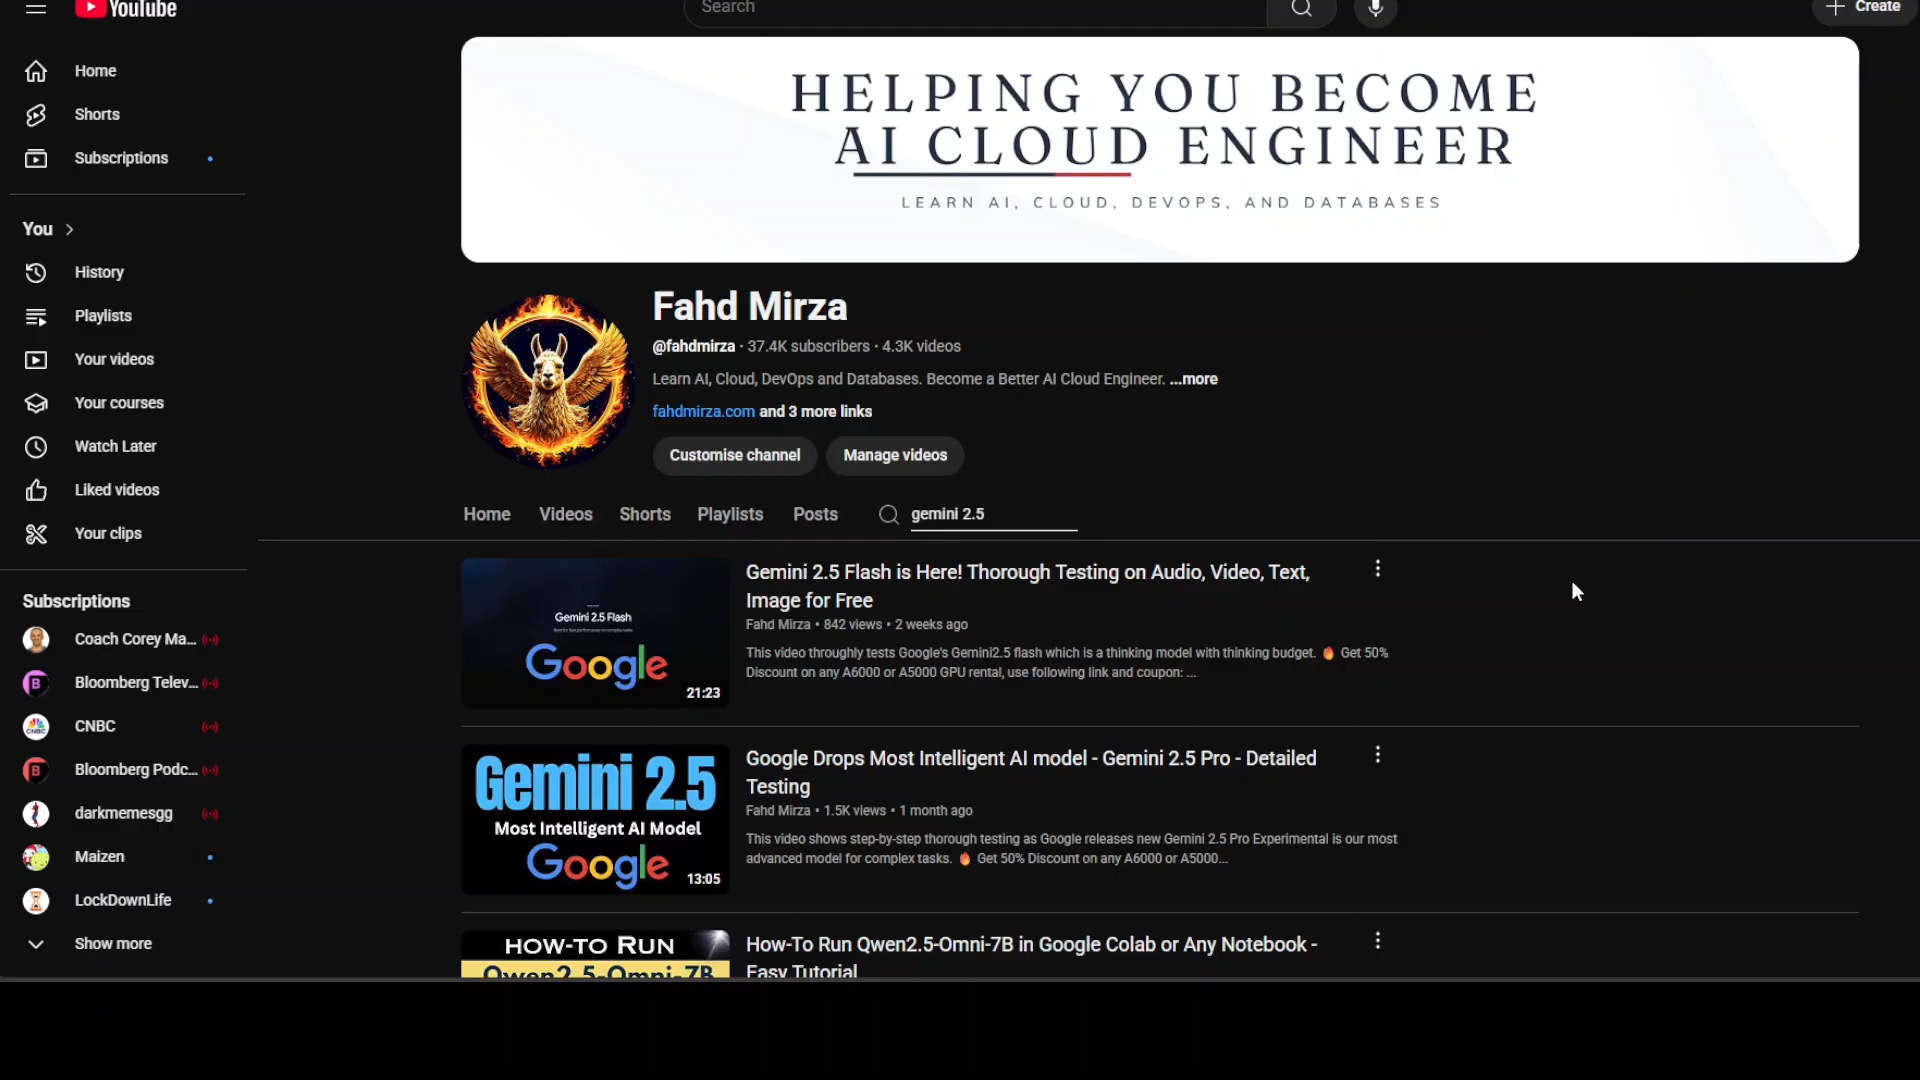 YouTube
Search
Create
Home
Shorts
Subscriptions
You
History
Playlists
Your videos
Your courses
Watch Later
Liked videos
Your clips
Subscriptions
Coach Corey Ma...
Bloomberg Telev...
CNBC
Bloomberg Podc...
darkmemesgg
Maizen
LockDownLife
Show more
HELPING YOU BECOME
AI CLOUD ENGINEER
LEARN AI, CLOUD, DEVOPS, AND DATABASES
Fahd Mirza
@fahdmirza · 37.4K subscribers · 4.3K videos
Learn AI, Cloud, DevOps and Databases. Become a Better AI Cloud Engineer. ...more
fahdmirza.com and 3 more links
Customise channel Manage videos
Home Videos Shorts Playlists Posts gemini 2.5
Gemini 2.5 Flash
Google
21:23
Gemini 2.5 Flash is Here! Thorough Testing on Audio, Video, Text,
Image for Free
Fahd Mirza • 842 views • 2 weeks ago
This video throughly tests Google's Gemini2.5 flash which is a thinking model with thinking budget. 🔥 Get 50%
Discount on any A6000 or A5000 GPU rental, use following link and coupon: ...
Gemini 2.5
Most Intelligent AI Model
Google
13:05
Google Drops Most Intelligent AI model - Gemini 2.5 Pro - Detailed
Testing
Fahd Mirza • 1.5K views • 1 month ago
This video shows step-by-step thorough testing as Google releases new Gemini 2.5 Pro Experimental is our most
advanced model for complex tasks. 🔥 Get 50% Discount on any A6000 or A5000...
HOW-TO RUN
Qwen2.5-Omni-7B
How-To Run Qwen2.5-Omni-7B in Google Colab or Any Notebook -
Easy Tutorial